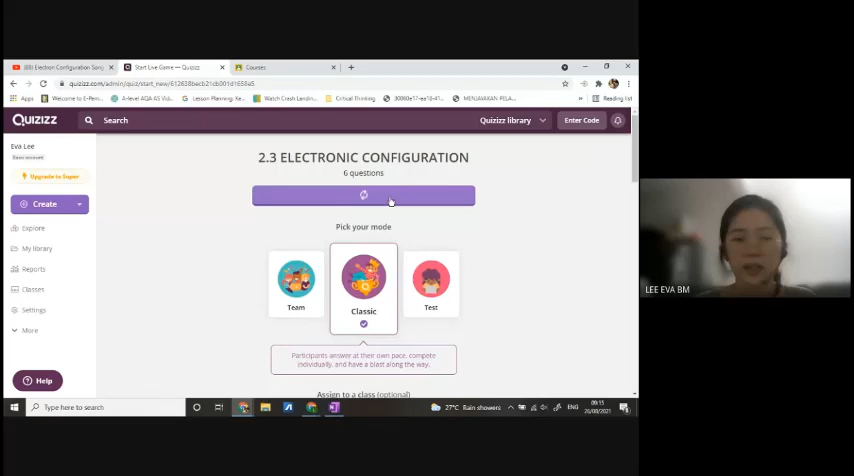 Electron Configuration Song
Start Live Game — Quizizz
Courses
quizizz.com/admin/quiz/start_new/
Apps
Welcome to E-Pem...
A-level AQA AS Vid...
Lesson Planning, Ke...
Watch Crash Landin...
Critical Thinking
MENJAWAKAN PELA...
Reading list
QUIZIZZ
Search
Quizizz library
Enter Code
Eva Lee
Basic account
Upgrade to Super
Create
Explore
My library
Reports
Classes
Settings
More
Help
2.3 ELECTRONIC CONFIGURATION
6 questions
Pick your mode
Team
Classic
Test
Participants answer at their own pace, compete
individually, and have a blast along the way.
Assign to a class (optional)
LEE EVA BM
Type here to search
27°C Rain showers
ENG
09:15
26/08/2021